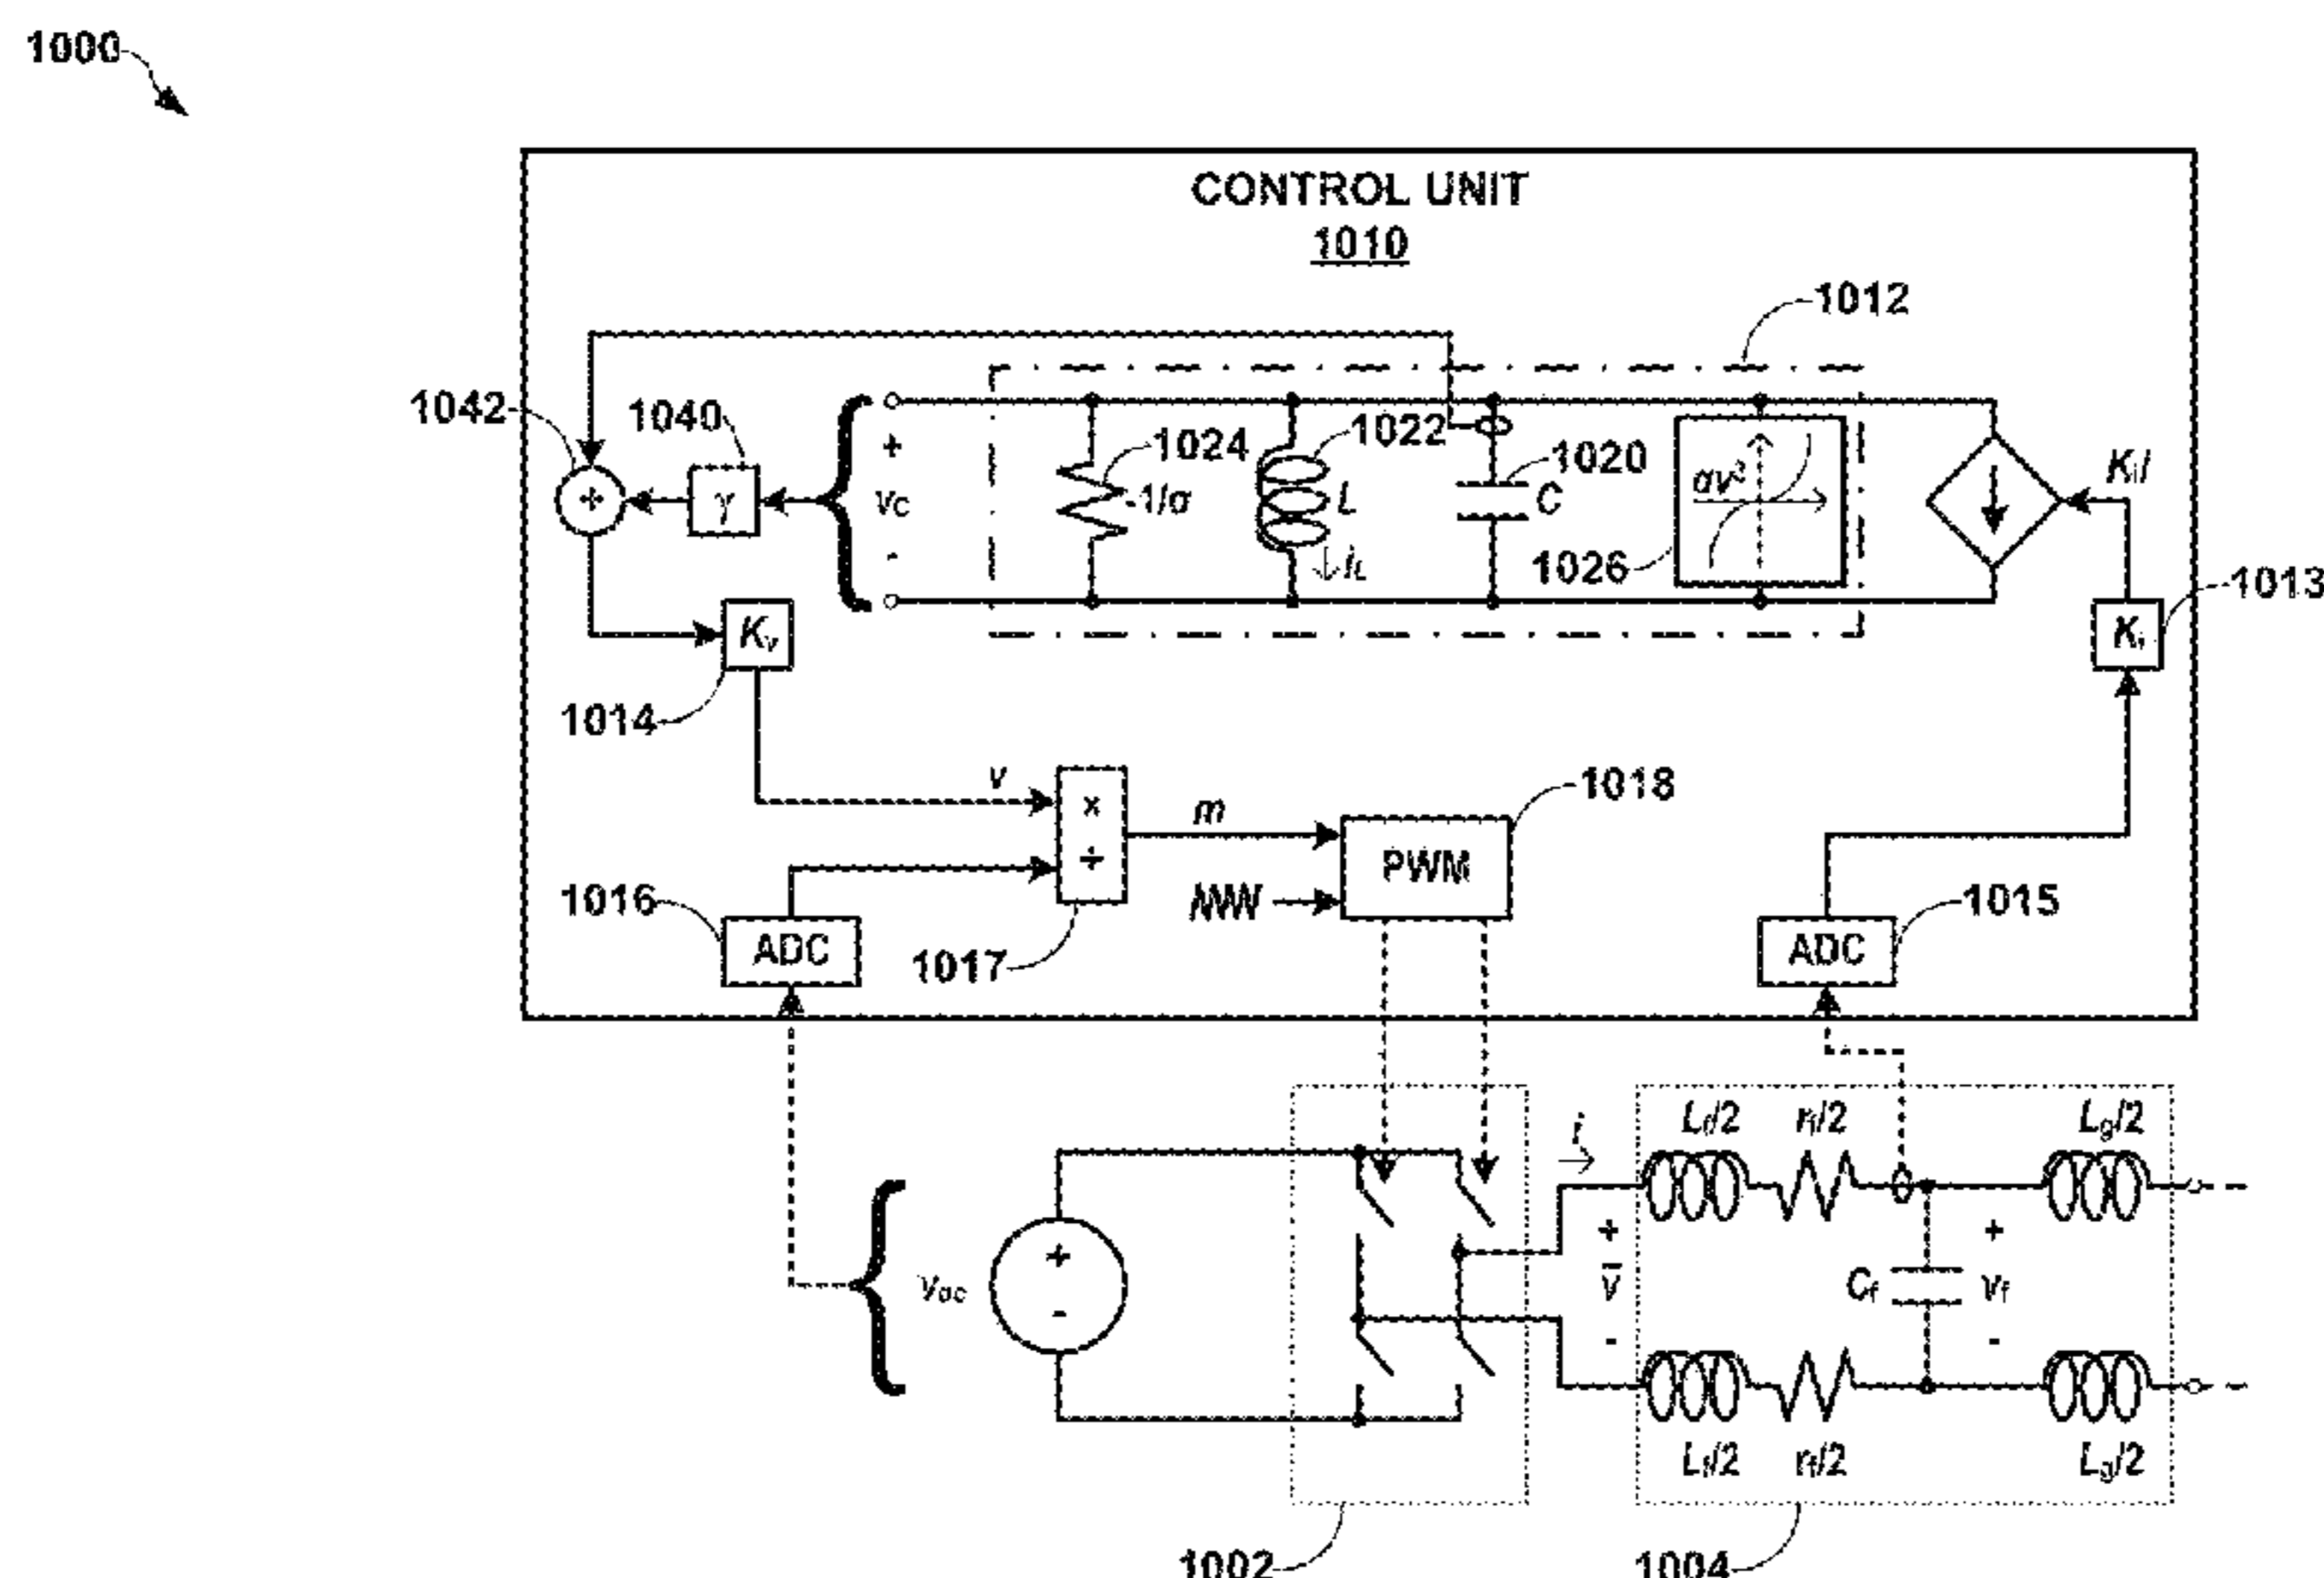 1000
CONTROL UNIT
1010
1012
1042
1040
1024
1022
1020
+
αv³
Kᵢi
÷
γ
vC
-1/σ
L
C
-
iL
1026
1013
Kv
Kᵢ
1014
v
x
m
1018
÷
PWM
1016
1015
ADC
1017
ADC
i
Lf/2
rf/2
Lg/2
+
+
+
vdc
v̅
Cf
vf
-
-
-
Lf/2
rf/2
Lg/2
1002
1004